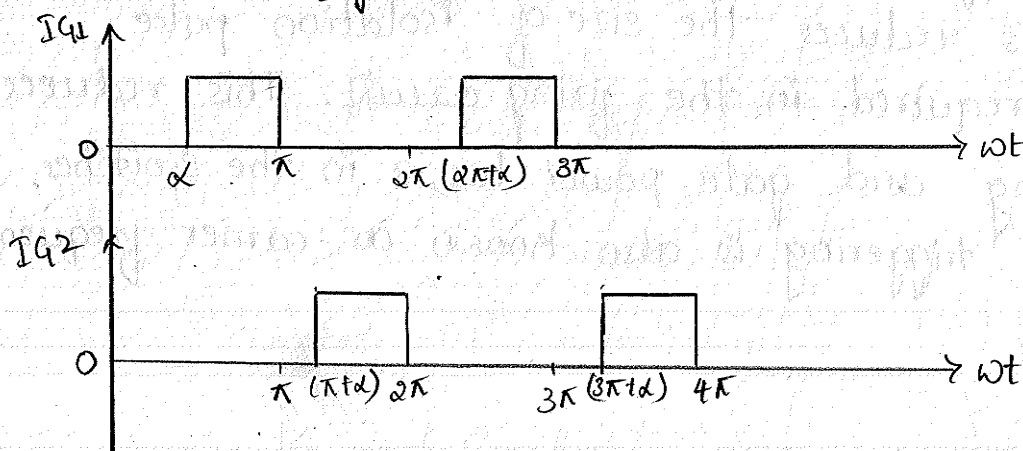 IG1
0 α π 2π (2π+α) 3π ωt
IG2
0 π (π+α) 2π 3π (3π+α) 4π ωt